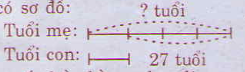 có sơ đồ: ? tuổi
Tuổi mẹ:
Tuổi con: 27 tuổi